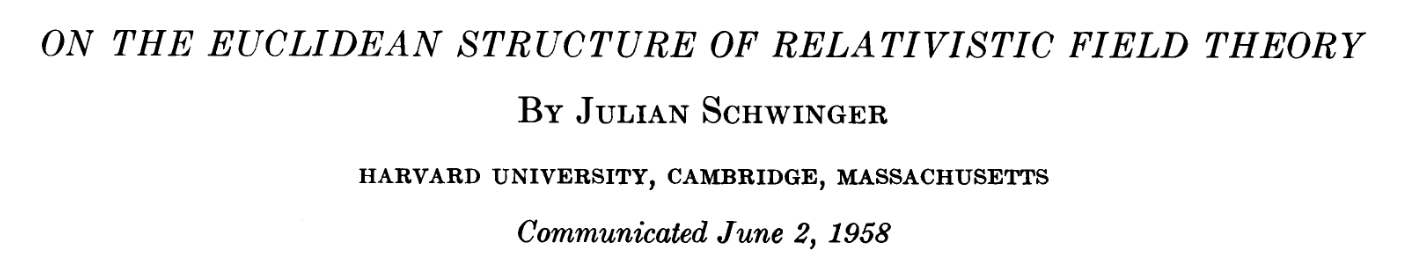 ON THE EUCLIDEAN STRUCTURE OF RELATIVISTIC FIELD THEORY
BY JULIAN SCHWINGER
HARVARD UNIVERSITY, CAMBRIDGE, MASSACHUSETTS
Communicated June 2, 1958